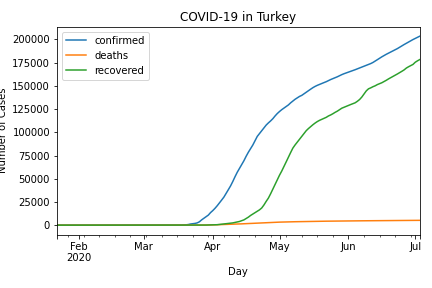 COVID-19 in Turkey
confirmed
deaths
recovered
200000
175000
150000
125000
100000
75000
50000
25000
0
Number of Cases
Feb
2020
Mar
Apr
May
Jun
Jul
Day